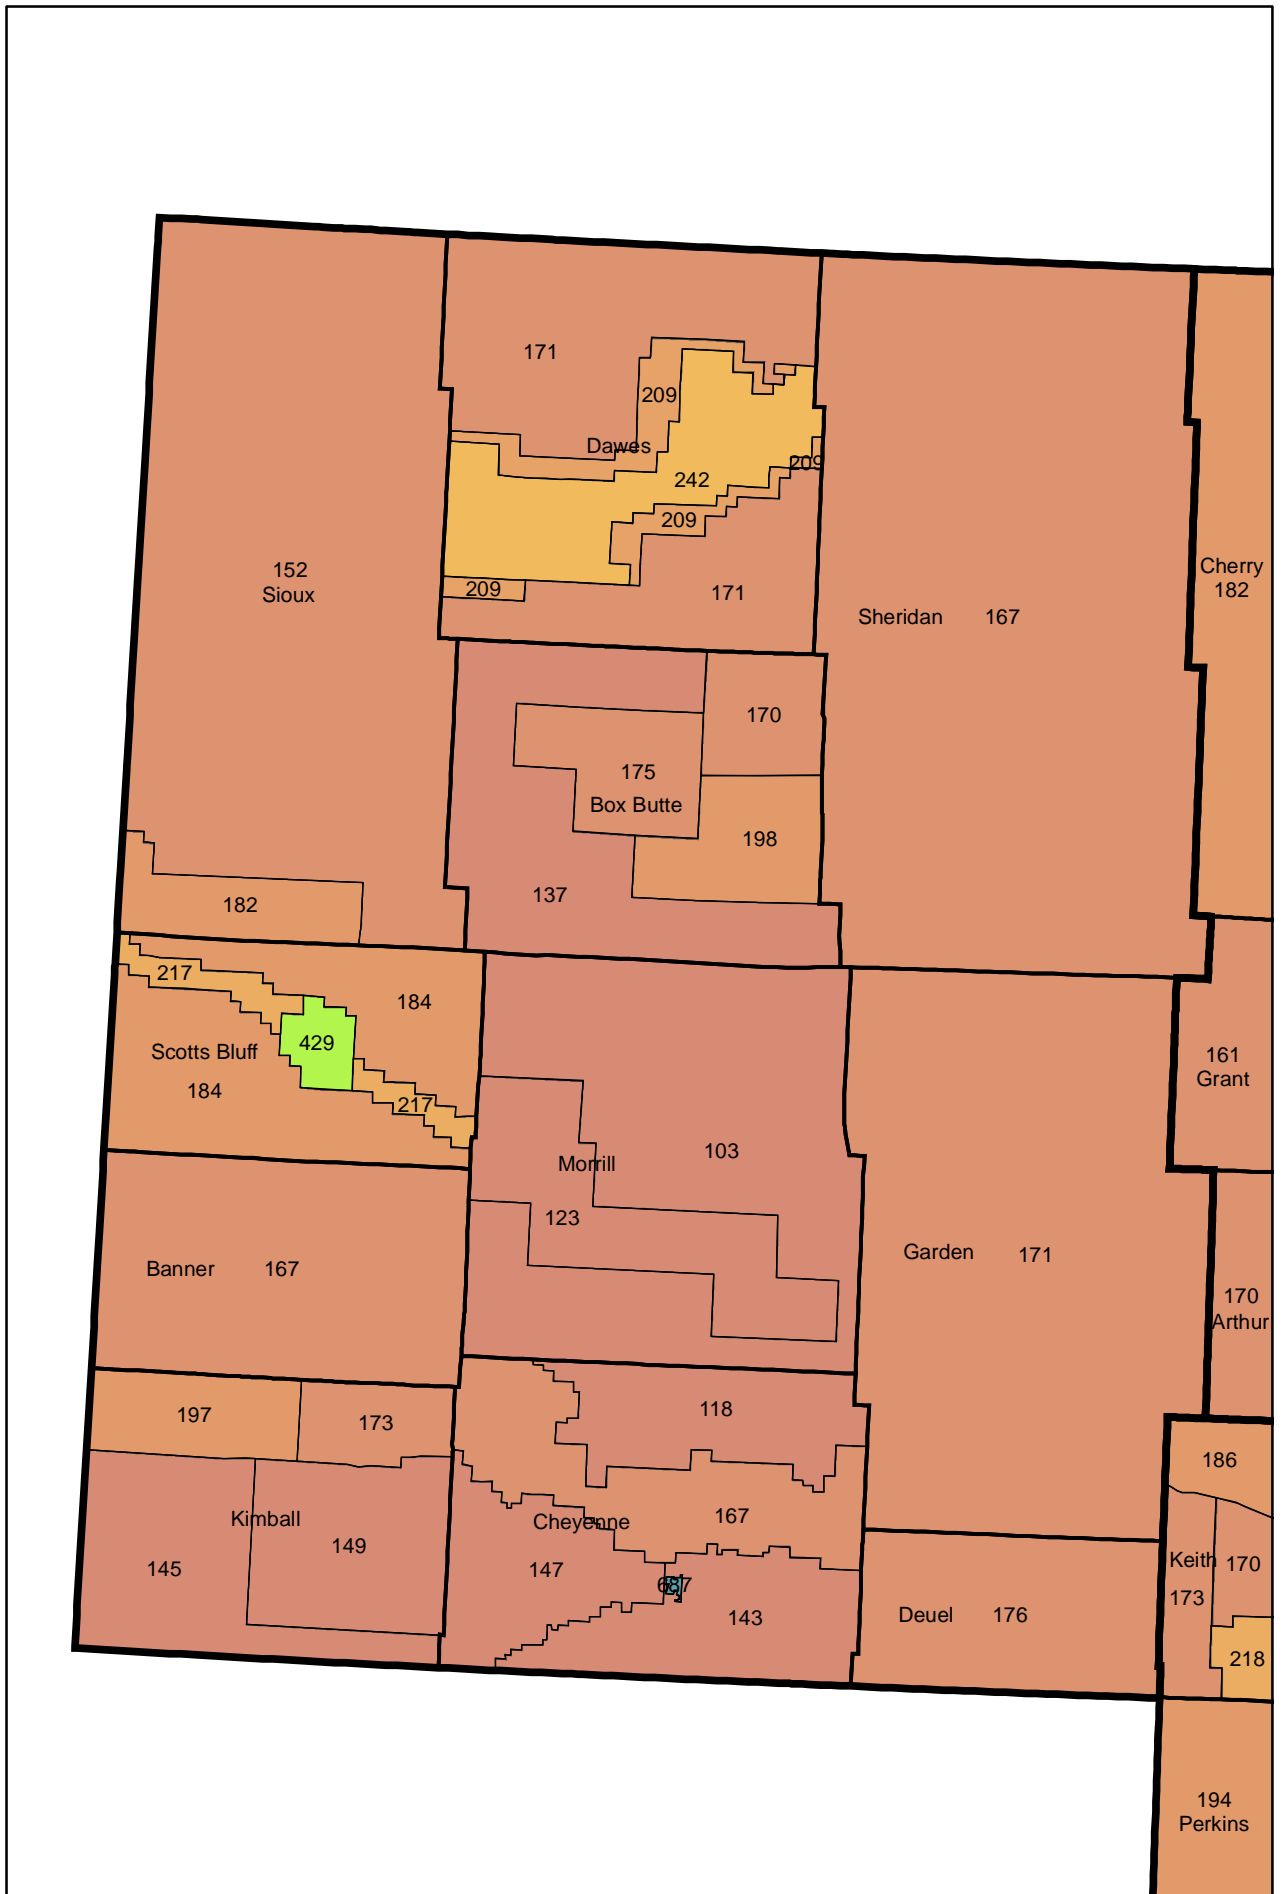 171
209
Dawes
209
242
209
171
209
152
Sioux
Sheridan 167
Cherry
182
170
175
Box Butte
198
137
182
217
184
429
Scotts Bluff
184
217
161
Grant
103
Morrill
123
Banner 167
Garden 171
170
Arthur
197
173
118
186
167
Kimball
Cheyenne
149
145
147
143
Keith
170
173
Deuel 176
218
194
Perkins